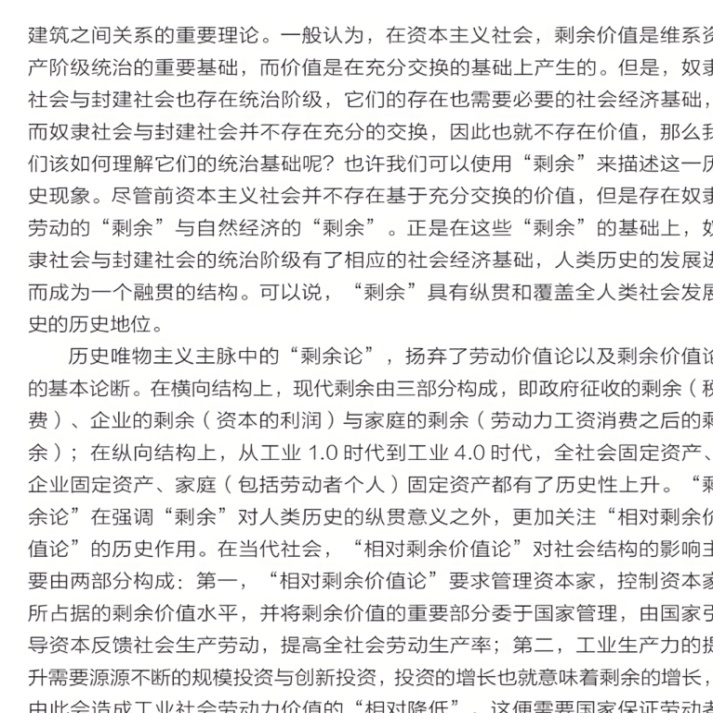 建筑之间关系的重要理论。一般认为，在资本主义社会，剩余价值是维系资
产阶级统治的重要基础，而价值是在充分交换的基础上产生的。但是，奴隶
社会与封建社会也存在统治阶级，它们的存在也需要必要的社会经济基础，
而奴隶社会与封建社会并不存在充分的交换，因此也就不存在价值，那么我
们该如何理解它们的统治基础呢？也许我们可以使用“剩余”来描述这一历
史现象。尽管前资本主义社会并不存在基于充分交换的价值，但是存在奴隶
劳动的“剩余”与自然经济的“剩余”。正是在这些“剩余”的基础上，奴
隶社会与封建社会的统治阶级有了相应的社会经济基础，人类历史的发展进
而成为一个融贯的结构。可以说，“剩余”具有纵贯和覆盖全人类社会发展
史的历史地位。
历史唯物主义主脉中的“剩余论”，扬弃了劳动价值论以及剩余价值论
的基本论断。在横向结构上，现代剩余由三部分构成，即政府征收的剩余（税
费）、企业的剩余（资本的利润）与家庭的剩余（劳动力工资消费之后的剩
余）；在纵向结构上，从工业 1.0 时代到工业 4.0 时代，全社会固定资产、
企业固定资产、家庭（包括劳动者个人）固定资产都有了历史性上升。“剩
余论”在强调“剩余”对人类历史的纵贯意义之外，更加关注“相对剩余价
值论”的历史作用。在当代社会，“相对剩余价值论”对社会结构的影响主
要由两部分构成：第一，“相对剩余价值论”要求管理资本家，控制资本家
所占据的剩余价值水平，并将剩余价值的重要部分委于国家管理，由国家引
导资本反馈社会生产劳动，提高全社会劳动生产率；第二，工业生产力的提
升需要源源不断的规模投资与创新投资，投资的增长也就意味着剩余的增长，
由此会造成工业社会劳动力价值的“相对降低”，这便需要国家保证劳动者